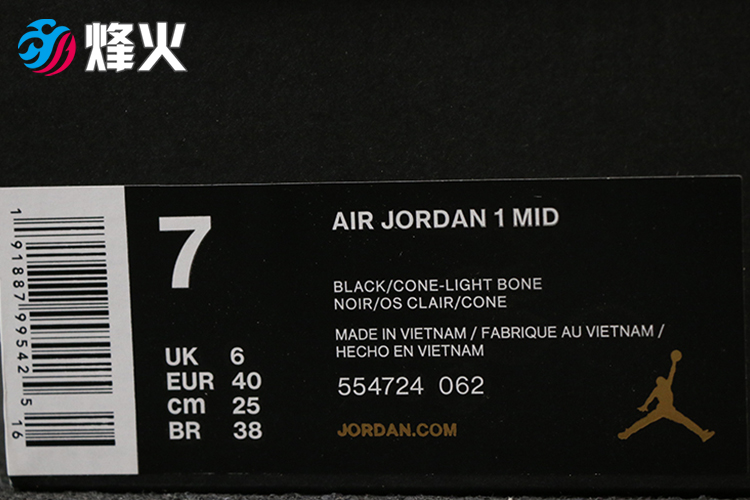 烽火
7
AIR JORDAN 1 MID
BLACK/CONE-LIGHT BONE
NOIR/OS CLAIR/CONE
MADE IN VIETNAM / FABRIQUE AU VIETNAM /
HECHO EN VIETNAM
UK 6
EUR 40
cm 25
BR 38
554724 062
JORDAN.COM
1 91887 99542 5 16